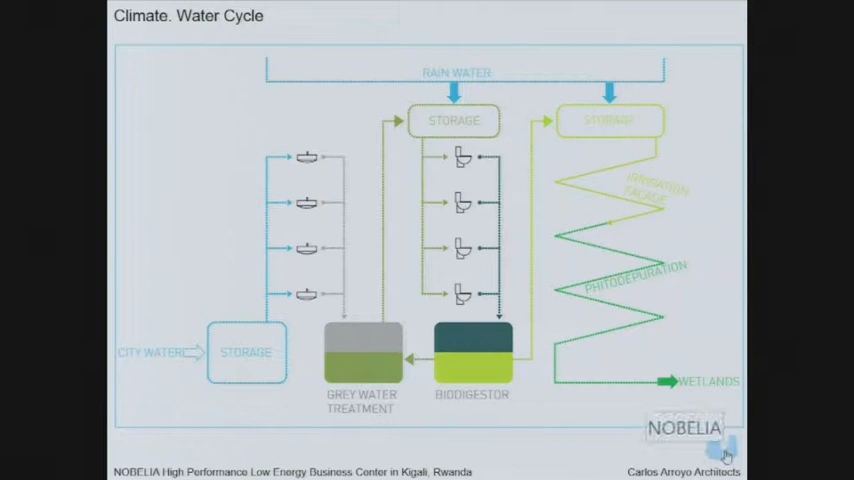 Climate. Water Cycle
RAIN WATER
STORAGE
STORAGE
IRRIGATION
FACADE
PHITODEPURATION
CITY WATER
STORAGE
WETLANDS
GREY WATER
TREATMENT
BIODIGESTOR
NOBELIA
NOBELIA High Performance Low Energy Business Center in Kigali, Rwanda
Carlos Arroyo Architects